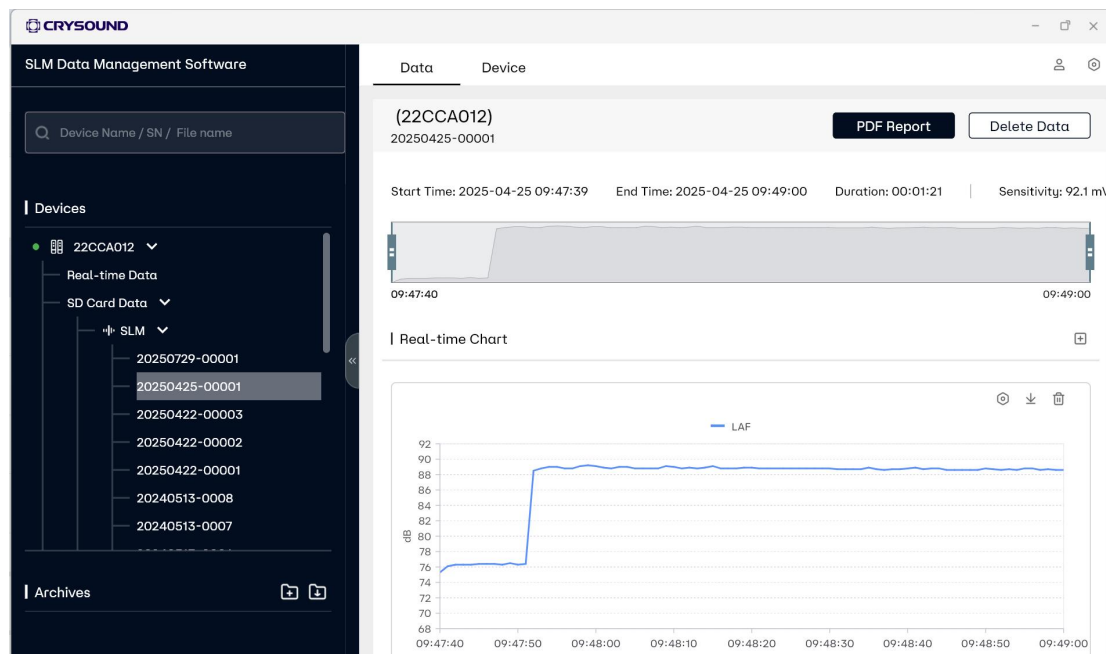 CRYSOUND
SLM Data Management Software
Device Name / SN / File name
Devices
22CCA012
Real-time Data
SD Card Data
SLM
20250729-00001
20250425-00001
20250422-00003
20250422-00002
20250422-00001
20240513-0008
20240513-0007
Archives
Data Device
(22CCA012)
20250425-00001
PDF Report Delete Data
Start Time: 2025-04-25 09:47:39 End Time: 2025-04-25 09:49:00 Duration: 00:01:21 Sensitivity: 92.1
09:47:40 09:49:00
Real-time Chart
LAF
92
90
88
86
84
82
80
78
76
74
72
70
68
dB
09:47:40 09:47:50 09:48:00 09:48:10 09:48:20 09:48:30 09:48:40 09:48:50 09:49:00